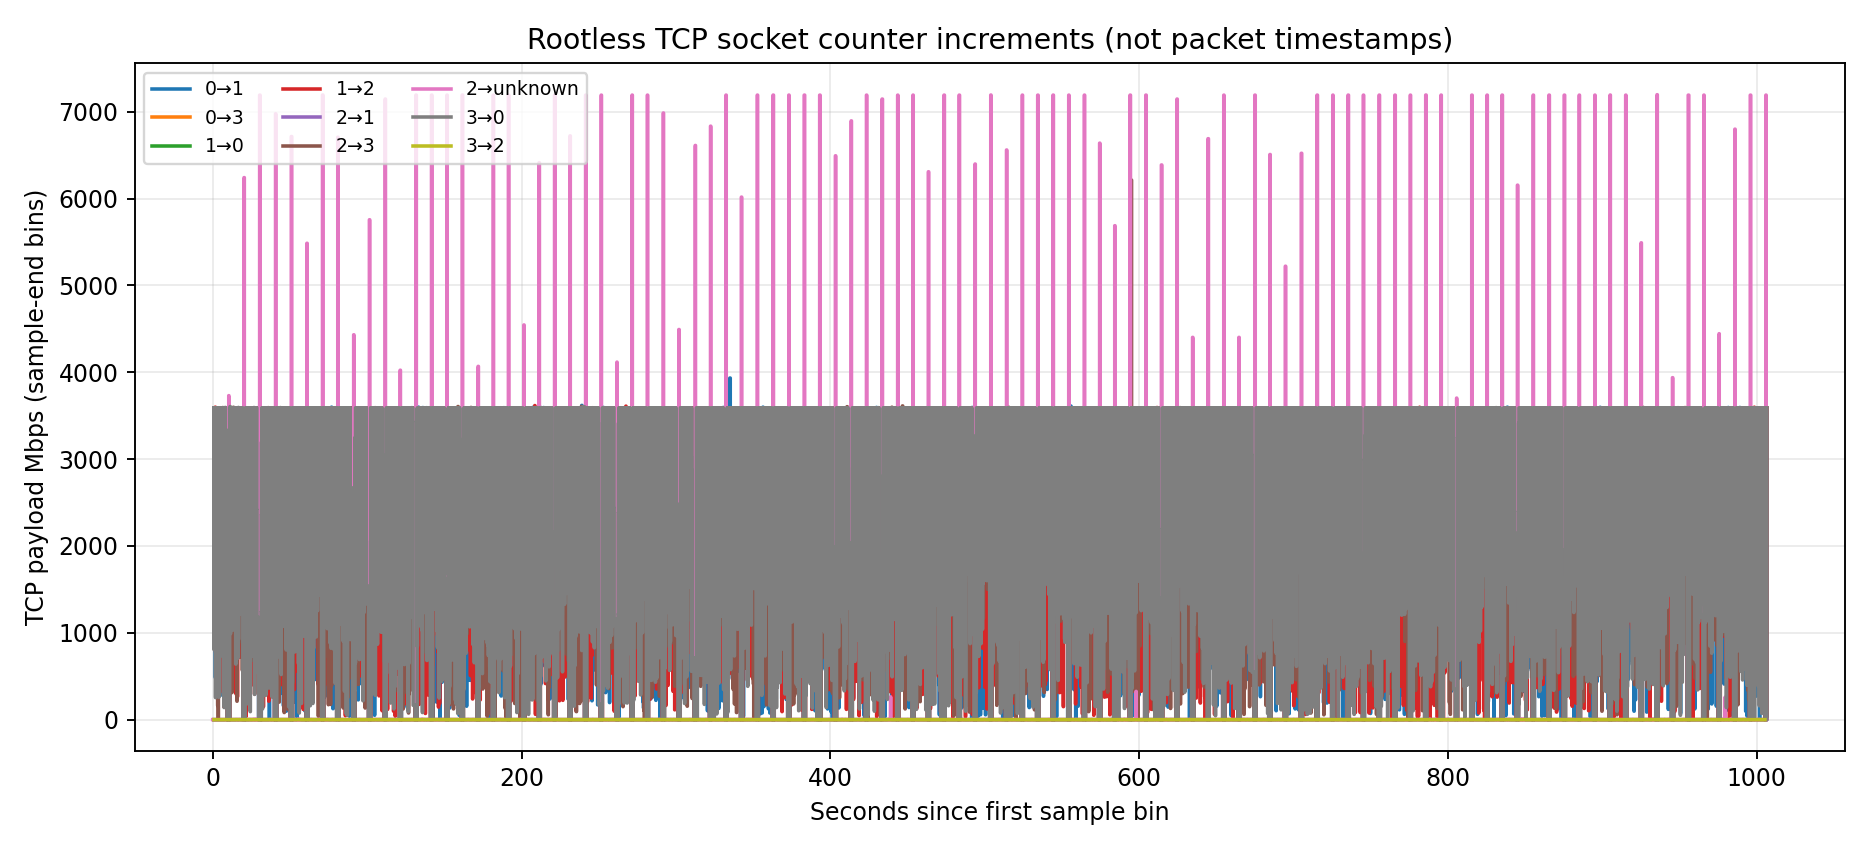 Rootless TCP socket counter increments (not packet timestamps)
0→1 1→2 2→unknown
0→3 2→1 3→0
1→0 2→3 3→2
TCP payload Mbps (sample-end bins)
7000
6000
5000
4000
3000
2000
1000
0
0 200 400 600 800 1000
Seconds since first sample bin